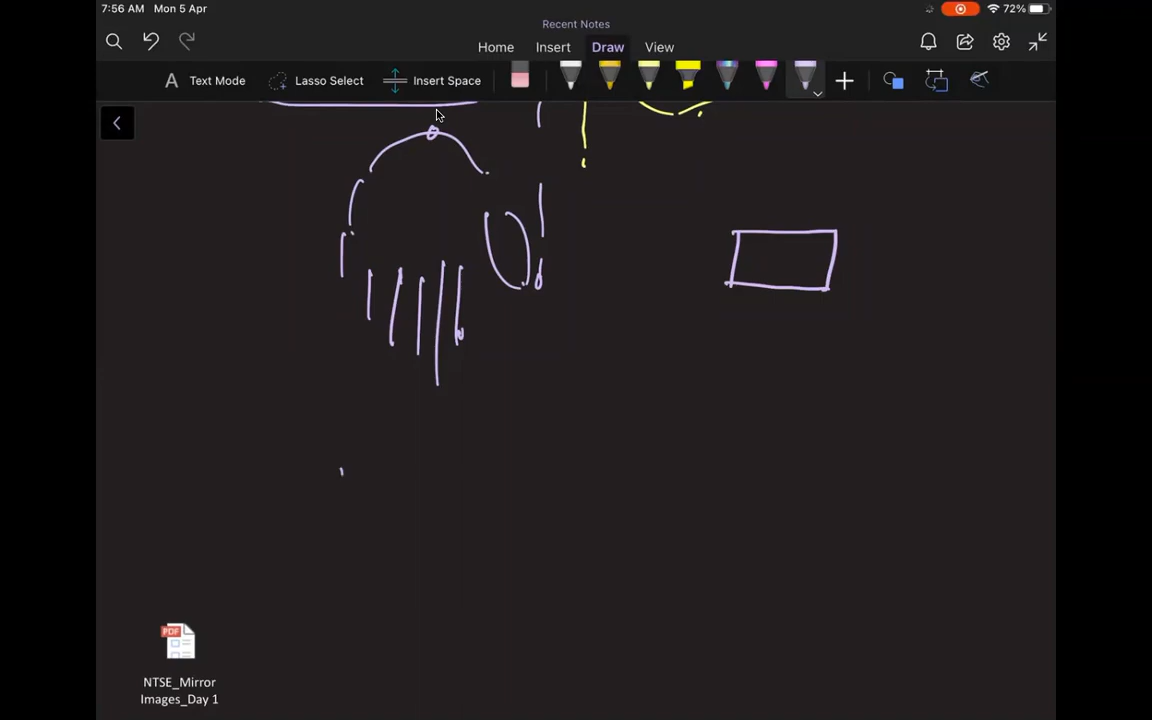 7:56 AM Mon 5 Apr
72%
Recent Notes
Home Insert Draw View
Text Mode
Lasso Select
Insert Space
PDF
NTSE_Mirror
Images_Day 1